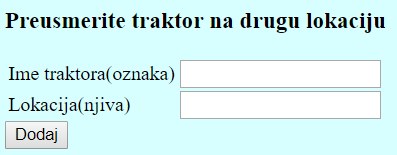 Preusmerite traktor na drugu lokaciju
Ime traktora(oznaka)
Lokacija(njiva)
Dodaj